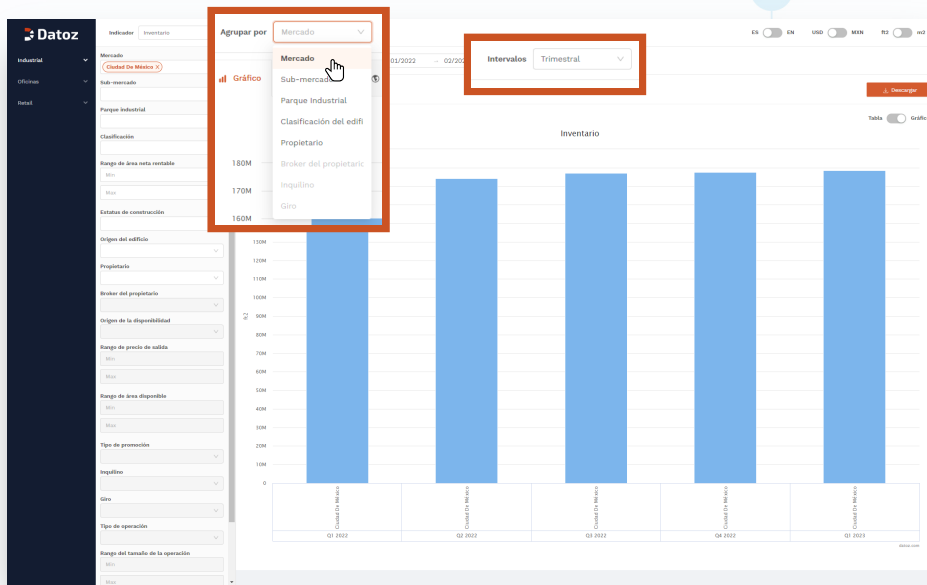 Datoz
Industrial
Oficinas
Retail
Indicador
Inventario
Agrupar por
Mercado
Mercado
Sub-mercado
Parque Industrial
Clasificación del edifi
Propietario
Broker del propietario
Inquilino
Giro
Gráfico
01/2022 - 02/202
Intervalos
Trimestral
ES EN
USD MXN
ft2 m2
Descargar
Tabla Gráfic
Mercado
Ciudad De México X
Sub-mercado
Parque industrial
Clasificación
Rango de área neta rentable
Min
Max
Estatus de construcción
Origen del edificio
Propietario
Broker del propietario
Origen de la disponibilidad
Rango de precio de salida
Min
Max
Rango de área disponible
Min
Max
Tipo de promoción
Inquilino
Giro
Tipo de operación
Rango del tamaño de la operación
Min
Max
Inventario
180M
170M
160M
130M
120M
110M
100M
90M
80M
70M
60M
50M
40M
30M
20M
10M
0
ft2
Ciudad De México
Ciudad De México
Ciudad De México
Ciudad De México
Ciudad De México
Q1 2022
Q2 2022
Q3 2022
Q4 2022
Q1 2023
datoz.com